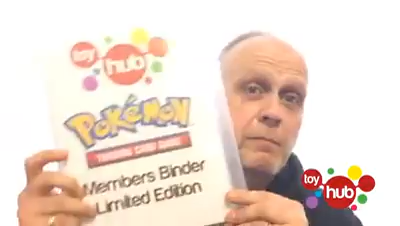 toy
hub
Pokémon
TRADING CARD GAME
Members Binder
Limited Edition
toy
hub